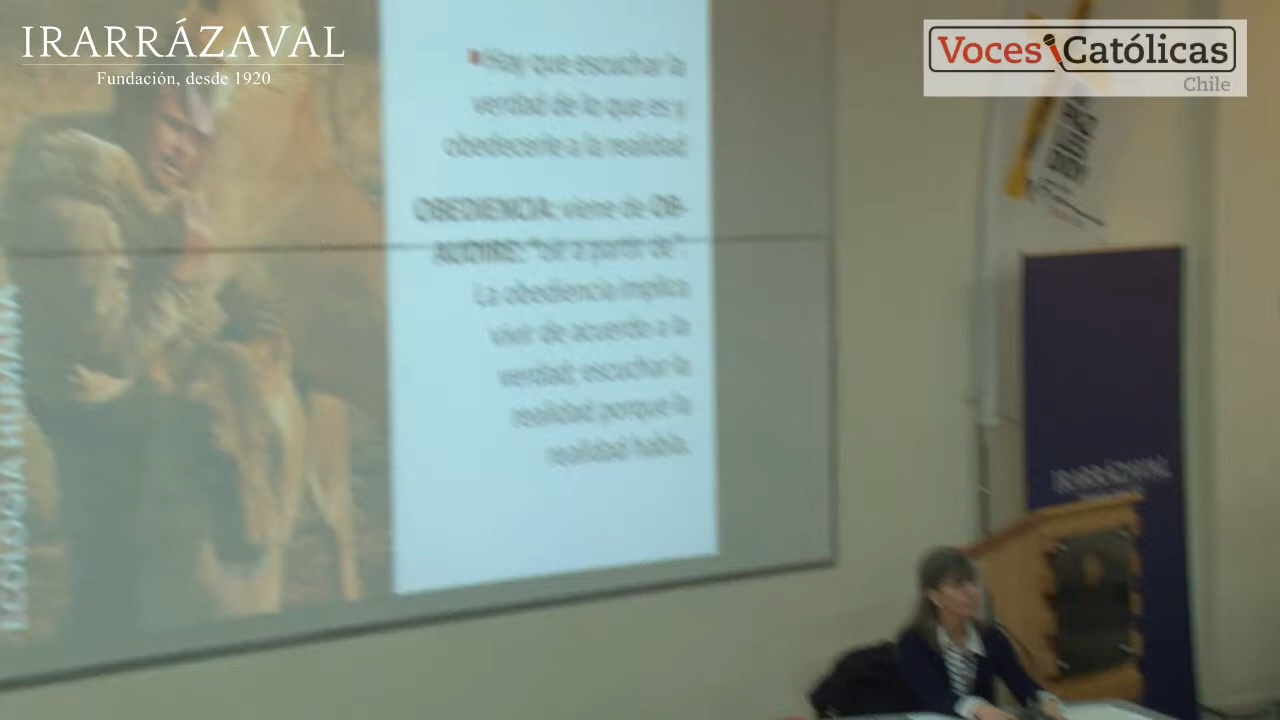 IRARRÁZAVAL
Fundación, desde 1920
Voces Católicas
Chile
Hay que escuchar la
verdad de lo que es y
obedecerle a la realidad
OBEDIENCIA: viene de OB-
AUDIRE: "oír a partir de".
La obediencia implica
vivir de acuerdo a la
verdad; escuchar la
realidad porque la
realidad habla.
ECOLOGÍA HUMANA
IRARRÁZAVAL